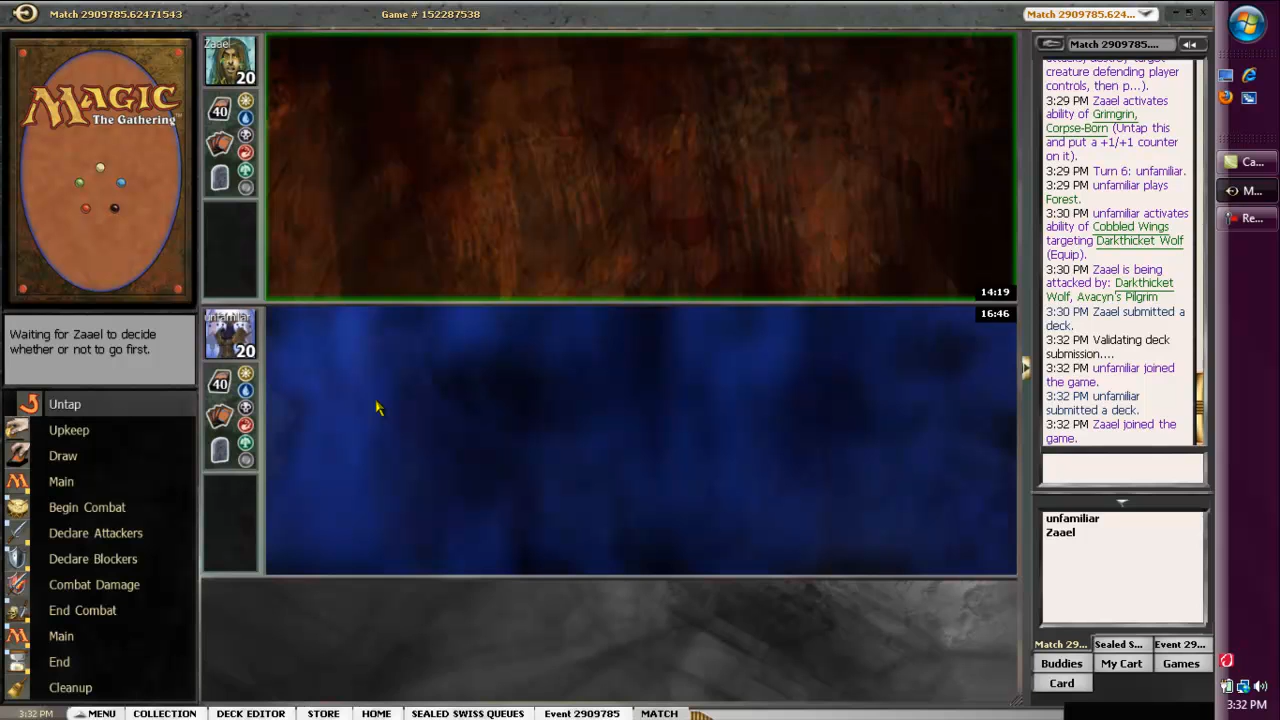 Match 2909785.62471543
Game # 152287538
Match 2909785.624...
MAGIC
The Gathering
Zaael
20
40
14:19
unfamiliar
20
40
16:46
Waiting for Zaael to decide
whether or not to go first.
Untap
Upkeep
Draw
Main
Begin Combat
Declare Attackers
Declare Blockers
Combat Damage
End Combat
Main
End
Cleanup
Match 2909785....
attacks, destroy target
creature defending player
controls, then p...).
3:29 PM Zaael activates
ability of Grimgrin,
Corpse-Born (Untap this
and put a +1/+1 counter
on it).
3:29 PM Turn 6: unfamiliar.
3:29 PM unfamiliar plays
Forest.
3:30 PM unfamiliar activates
ability of Cobbled Wings
targeting Darkthicket Wolf
(Equip).
3:30 PM Zaael is being
attacked by: Darkthicket
Wolf, Avacyn's Pilgrim
3:30 PM Zaael submitted a
deck.
3:32 PM Validating deck
submission....
3:32 PM unfamiliar joined
the game.
3:32 PM unfamiliar
submitted a deck.
3:32 PM Zaael joined the
game.
unfamiliar
Zaael
Match 29... Sealed S... Event 29...
Buddies My Cart Games
Card
Ca...
M...
Re...
3:32 PM
3:32 PM MENU COLLECTION DECK EDITOR STORE HOME SEALED SWISS QUEUES Event 2909785 MATCH